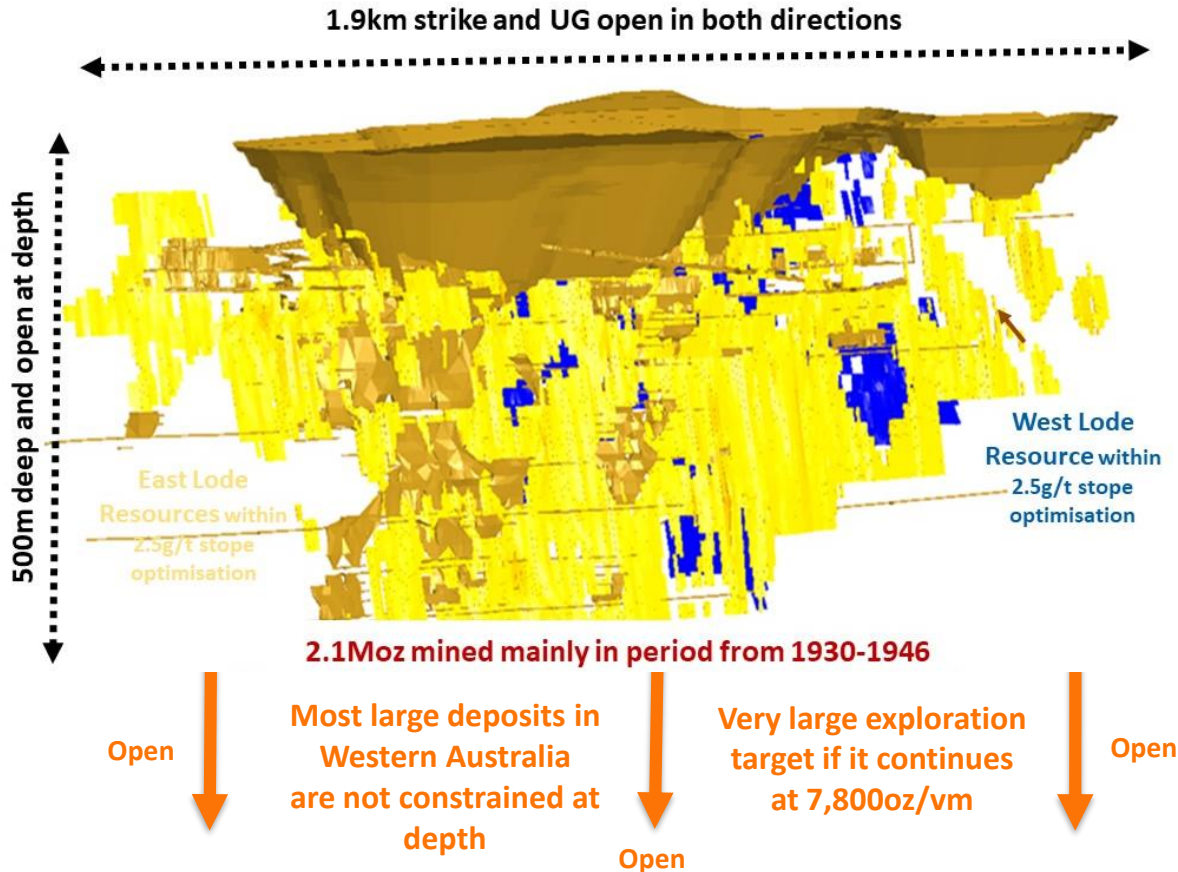 1.9km strike and UG open in both directions
500m deep and open at depth
East Lode
Resources within
2.5g/t stope
optimisation
West Lode
Resource within
2.5g/t stope
optimisation
2.1Moz mined mainly in period from 1930-1946
Open
Most large deposits in
Western Australia
are not constrained at
depth
Open
Very large exploration
target if it continues
at 7,800oz/vm
Open